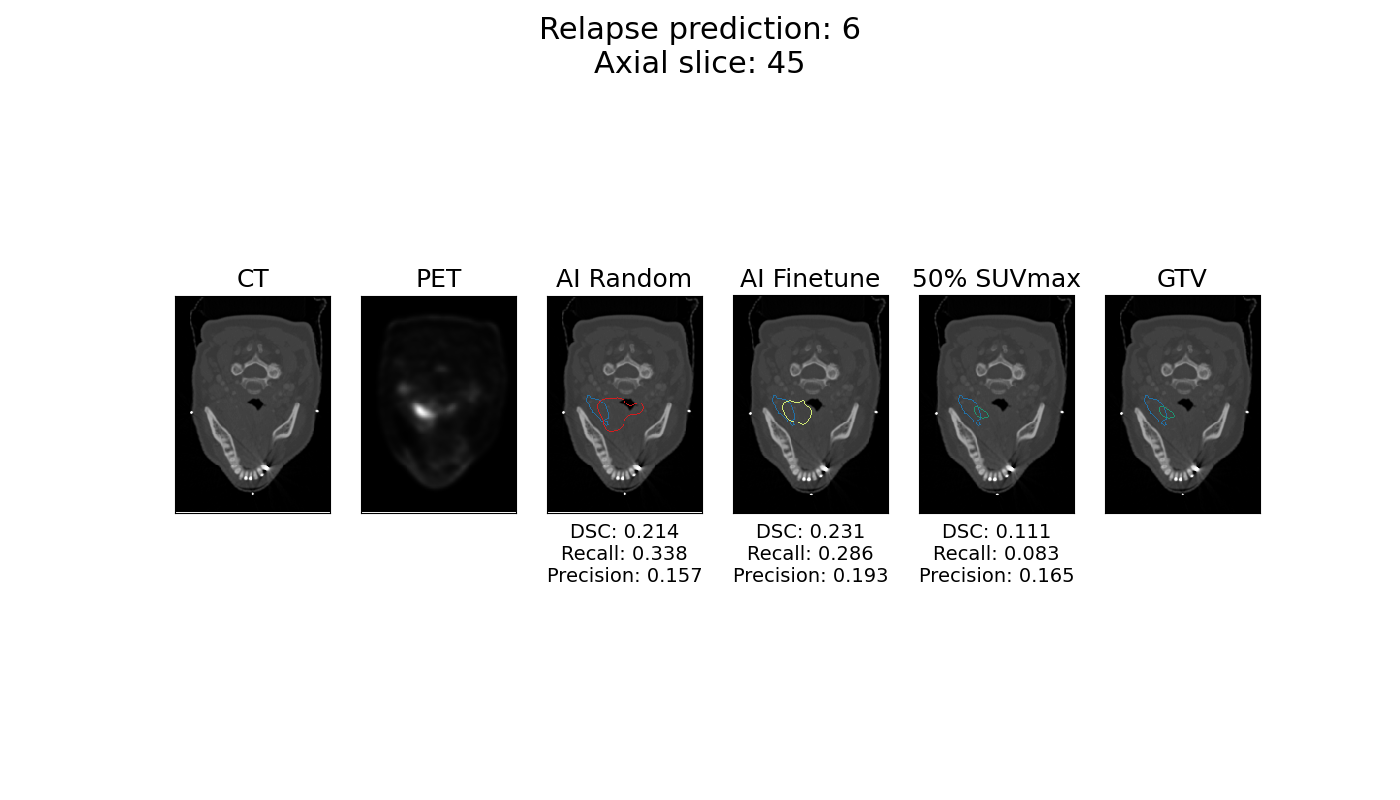 Relapse prediction: 6
Axial slice: 45
CT
PET
AI Random
AI Finetune
50% SUVmax
GTV
DSC: 0.214
Recall: 0.338
Precision: 0.157
DSC: 0.231
Recall: 0.286
Precision: 0.193
DSC: 0.111
Recall: 0.083
Precision: 0.165